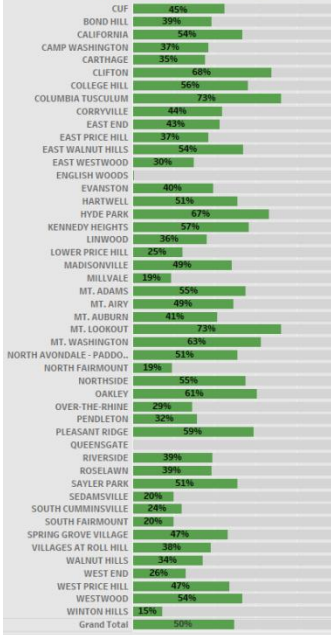 CUF 45%
BOND HILL 39%
CALIFORNIA 54%
CAMP WASHINGTON 37%
CARTHAGE 35%
CLIFTON 68%
COLLEGE HILL 56%
COLUMBIA TUSCULUM 73%
CORRYVILLE 44%
EAST END 43%
EAST PRICE HILL 37%
EAST WALNUT HILLS 54%
EAST WESTWOOD 30%
ENGLISH WOODS
EVANSTON 40%
HARTWELL 51%
HYDE PARK 67%
KENNEDY HEIGHTS 57%
LINWOOD 36%
LOWER PRICE HILL 25%
MADISONVILLE 49%
MILLVALE 19%
MT. ADAMS 55%
MT. AIRY 49%
MT. AUBURN 41%
MT. LOOKOUT 73%
MT. WASHINGTON 63%
NORTH AVONDALE - PADDO.. 51%
NORTH FAIRMOUNT 19%
NORTHSIDE 55%
OAKLEY 61%
OVER-THE-RHINE 29%
PENDLETON 32%
PLEASANT RIDGE 59%
QUEENSGATE
RIVERSIDE 39%
ROSELAWN 39%
SAYLER PARK 51%
SEDAMSVILLE 20%
SOUTH CUMMINSVILLE 24%
SOUTH FAIRMOUNT 20%
SPRING GROVE VILLAGE 47%
VILLAGES AT ROLL HILL 38%
WALNUT HILLS 34%
WEST END 26%
WEST PRICE HILL 47%
WESTWOOD 54%
WINTON HILLS 15%
Grand Total 50%